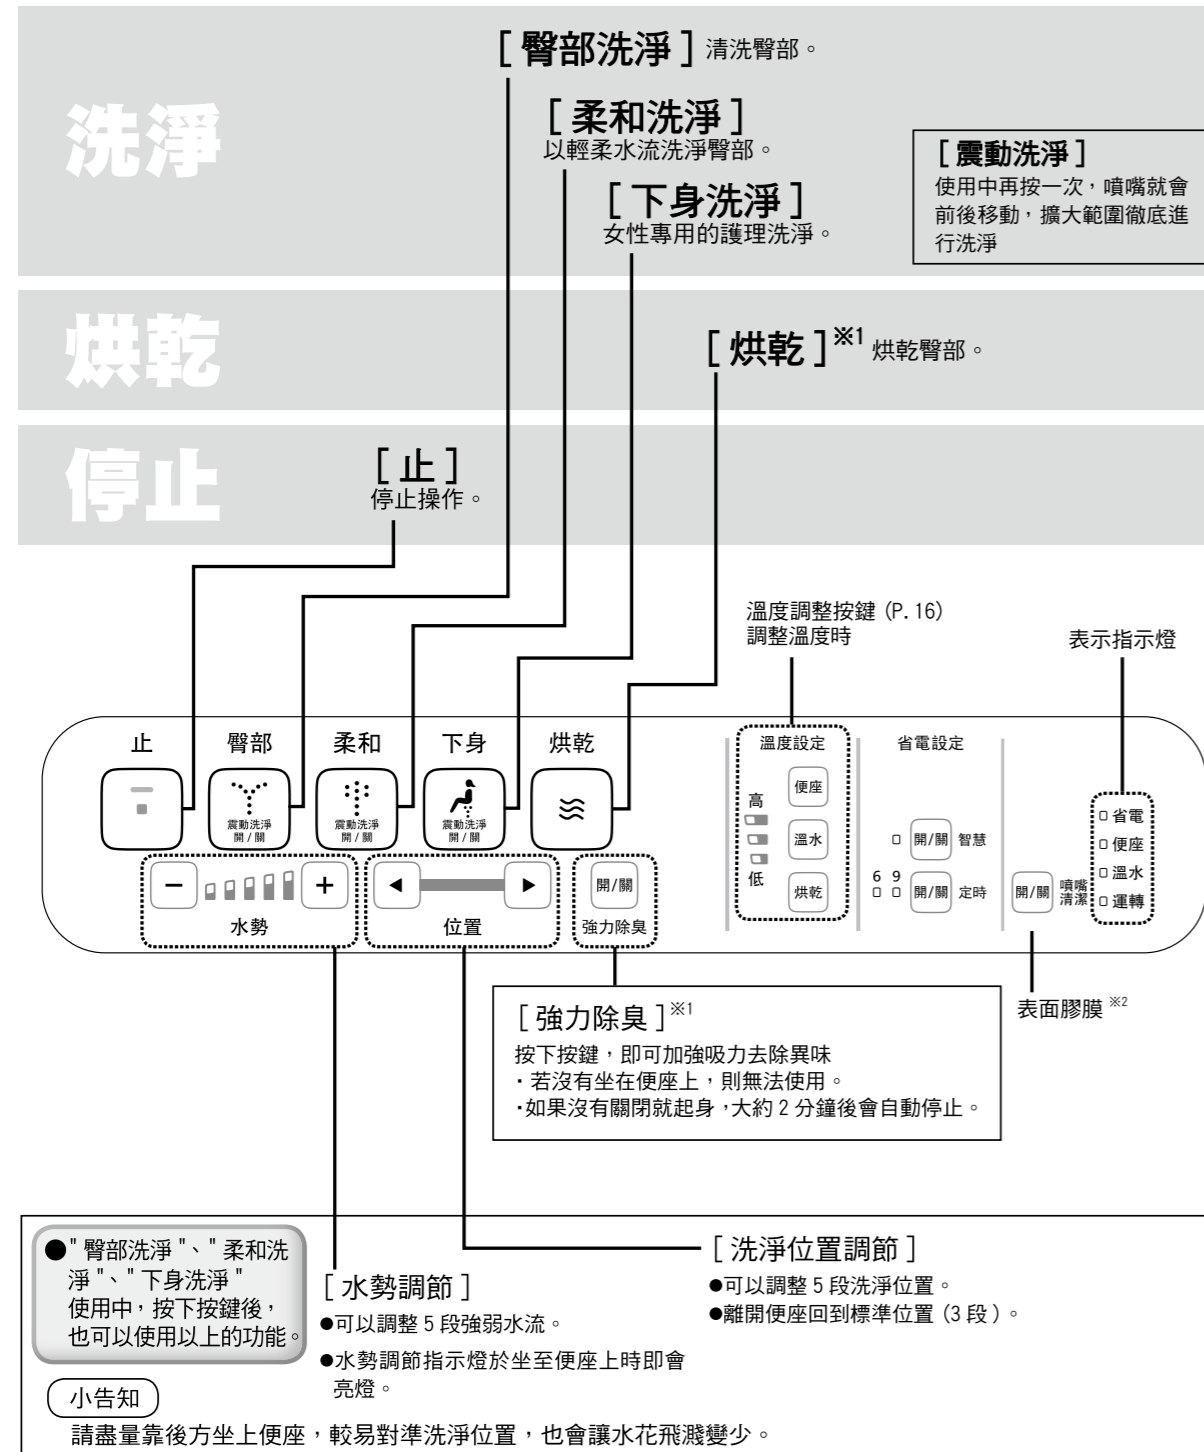 洗淨
[ 臀部洗淨 ] 清洗臀部。
[ 柔和洗淨 ]
以輕柔水流洗淨臀部。
[ 下身洗淨 ]
女性專用的護理洗淨。
[ 震動洗淨 ]
使用中再按一次，噴嘴就會
前後移動，擴大範圍徹底進
行洗淨
烘乾
[ 烘乾 ]※1 烘乾臀部。
停止
[ 止 ]
停止操作。
溫度調整按鍵 (P.16)
調整溫度時
表示指示燈
止
臀部
震動洗淨
開 / 關
柔和
震動洗淨
開 / 關
下身
震動洗淨
開 / 關
烘乾
− +
水勢
◀ ▶
位置
開/關
強力除臭
溫度設定
高
低
便座
溫水
烘乾
省電設定
開/關 智慧
6 9
開/關 定時
開/關
噴嘴
清潔
省電
便座
溫水
運轉
[ 強力除臭 ]※1
按下按鍵，即可加強吸力去除異味
・若沒有坐在便座上，則無法使用。
・如果沒有關閉就起身，大約 2 分鐘後會自動停止。
表面膠膜 ※2
●" 臀部洗淨 "、" 柔和洗
淨 "、" 下身洗淨 "
使用中，按下按鍵後，
也可以使用以上的功能。
[ 水勢調節 ]
●可以調整 5 段強弱水流。
●水勢調節指示燈於坐至便座上時即會
亮燈。
[ 洗淨位置調節 ]
●可以調整 5 段洗淨位置。
●離開便座回到標準位置 (3 段 )。
小告知
請盡量靠後方坐上便座，較易對準洗淨位置，也會讓水花飛濺變少。